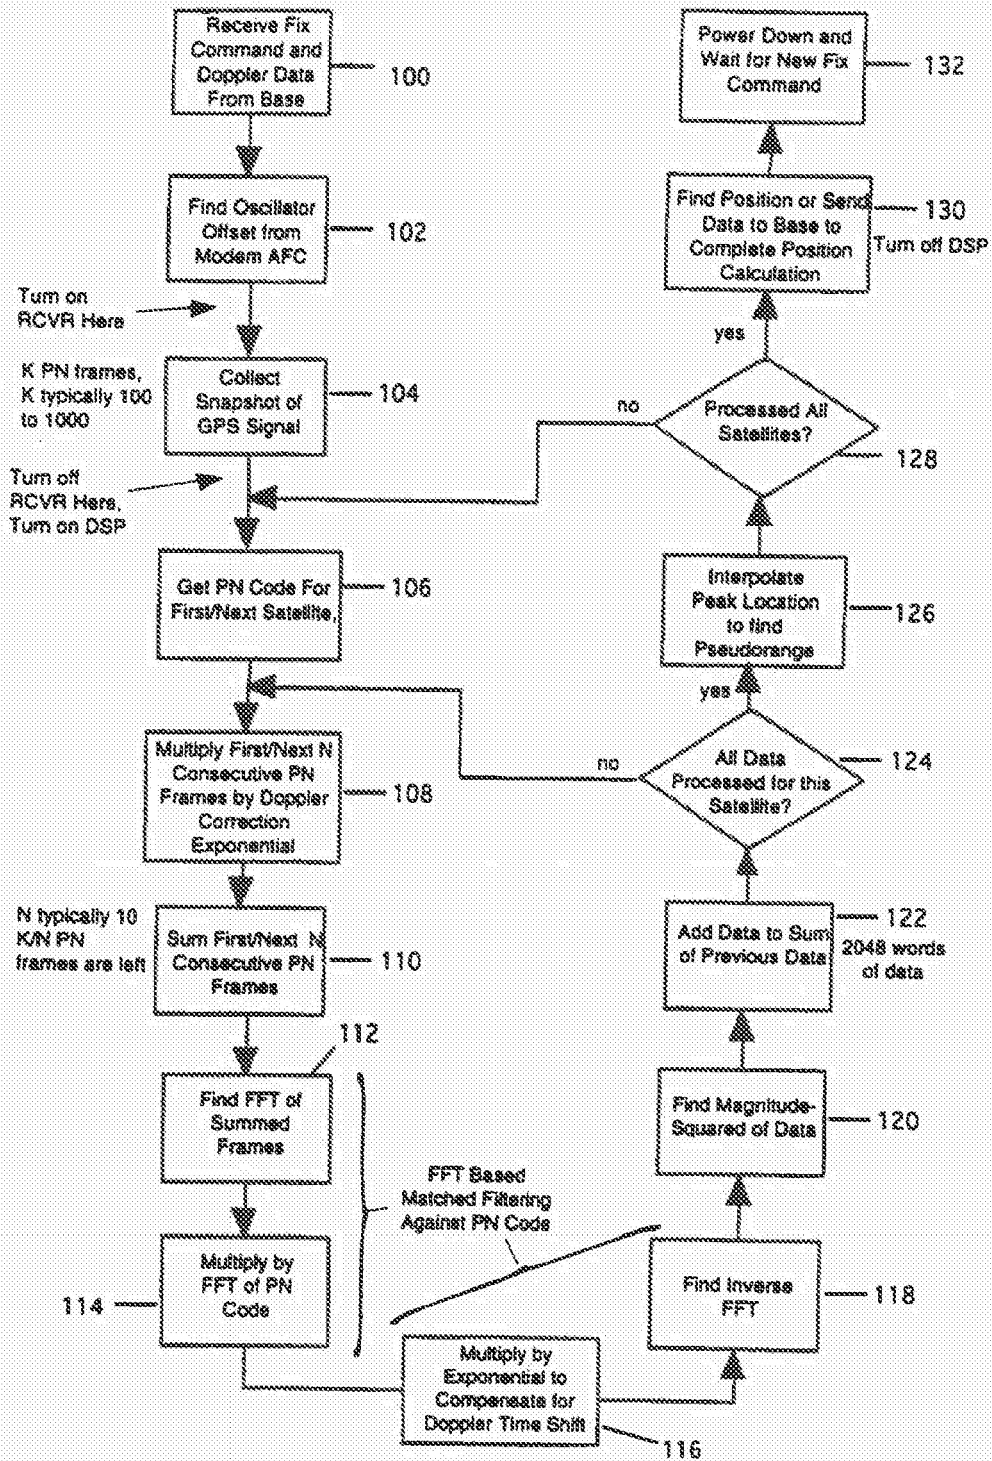 Receive Fix
Command and
Doppler Data
From Base
100
Find Oscillator
Offset from
Modem AFC
102
Turn on
RCVR Here
K PN frames,
K typically 100
to 1000
Collect
Snapshot of
GPS Signal
104
Turn off
RCVR Here,
Turn on DSP
Get PN Code For
First/Next Satellite,
106
Multiply First/Next N
Consecutive PN
Frames by Doppler
Correction
Exponential
108
N typically 10
K/N PN
frames are left
Sum First/Next N
Consecutive PN
Frames
110
112
Find FFT of
Summed
Frames
FFT Based
Matched Filtering
Against PN Code
Multiply by
FFT of PN
Code
114
Multiply by
Exponential to
Compensate for
Doppler Time Shift
116
Find Inverse
FFT
118
Find Magnitude-
Squared of Data
120
Add Data to Sum
of Previous Data
122
2048 words
of data
All Data
Processed for this
Satellite?
124
no
yes
Interpolate
Peak Location
to find
Pseudorange
126
Processed All
Satellites?
128
no
yes
Find Position or Send
Data to Base to
Complete Position
Calculation
130
Turn off DSP
Power Down and
Wait for New Fix
Command
132